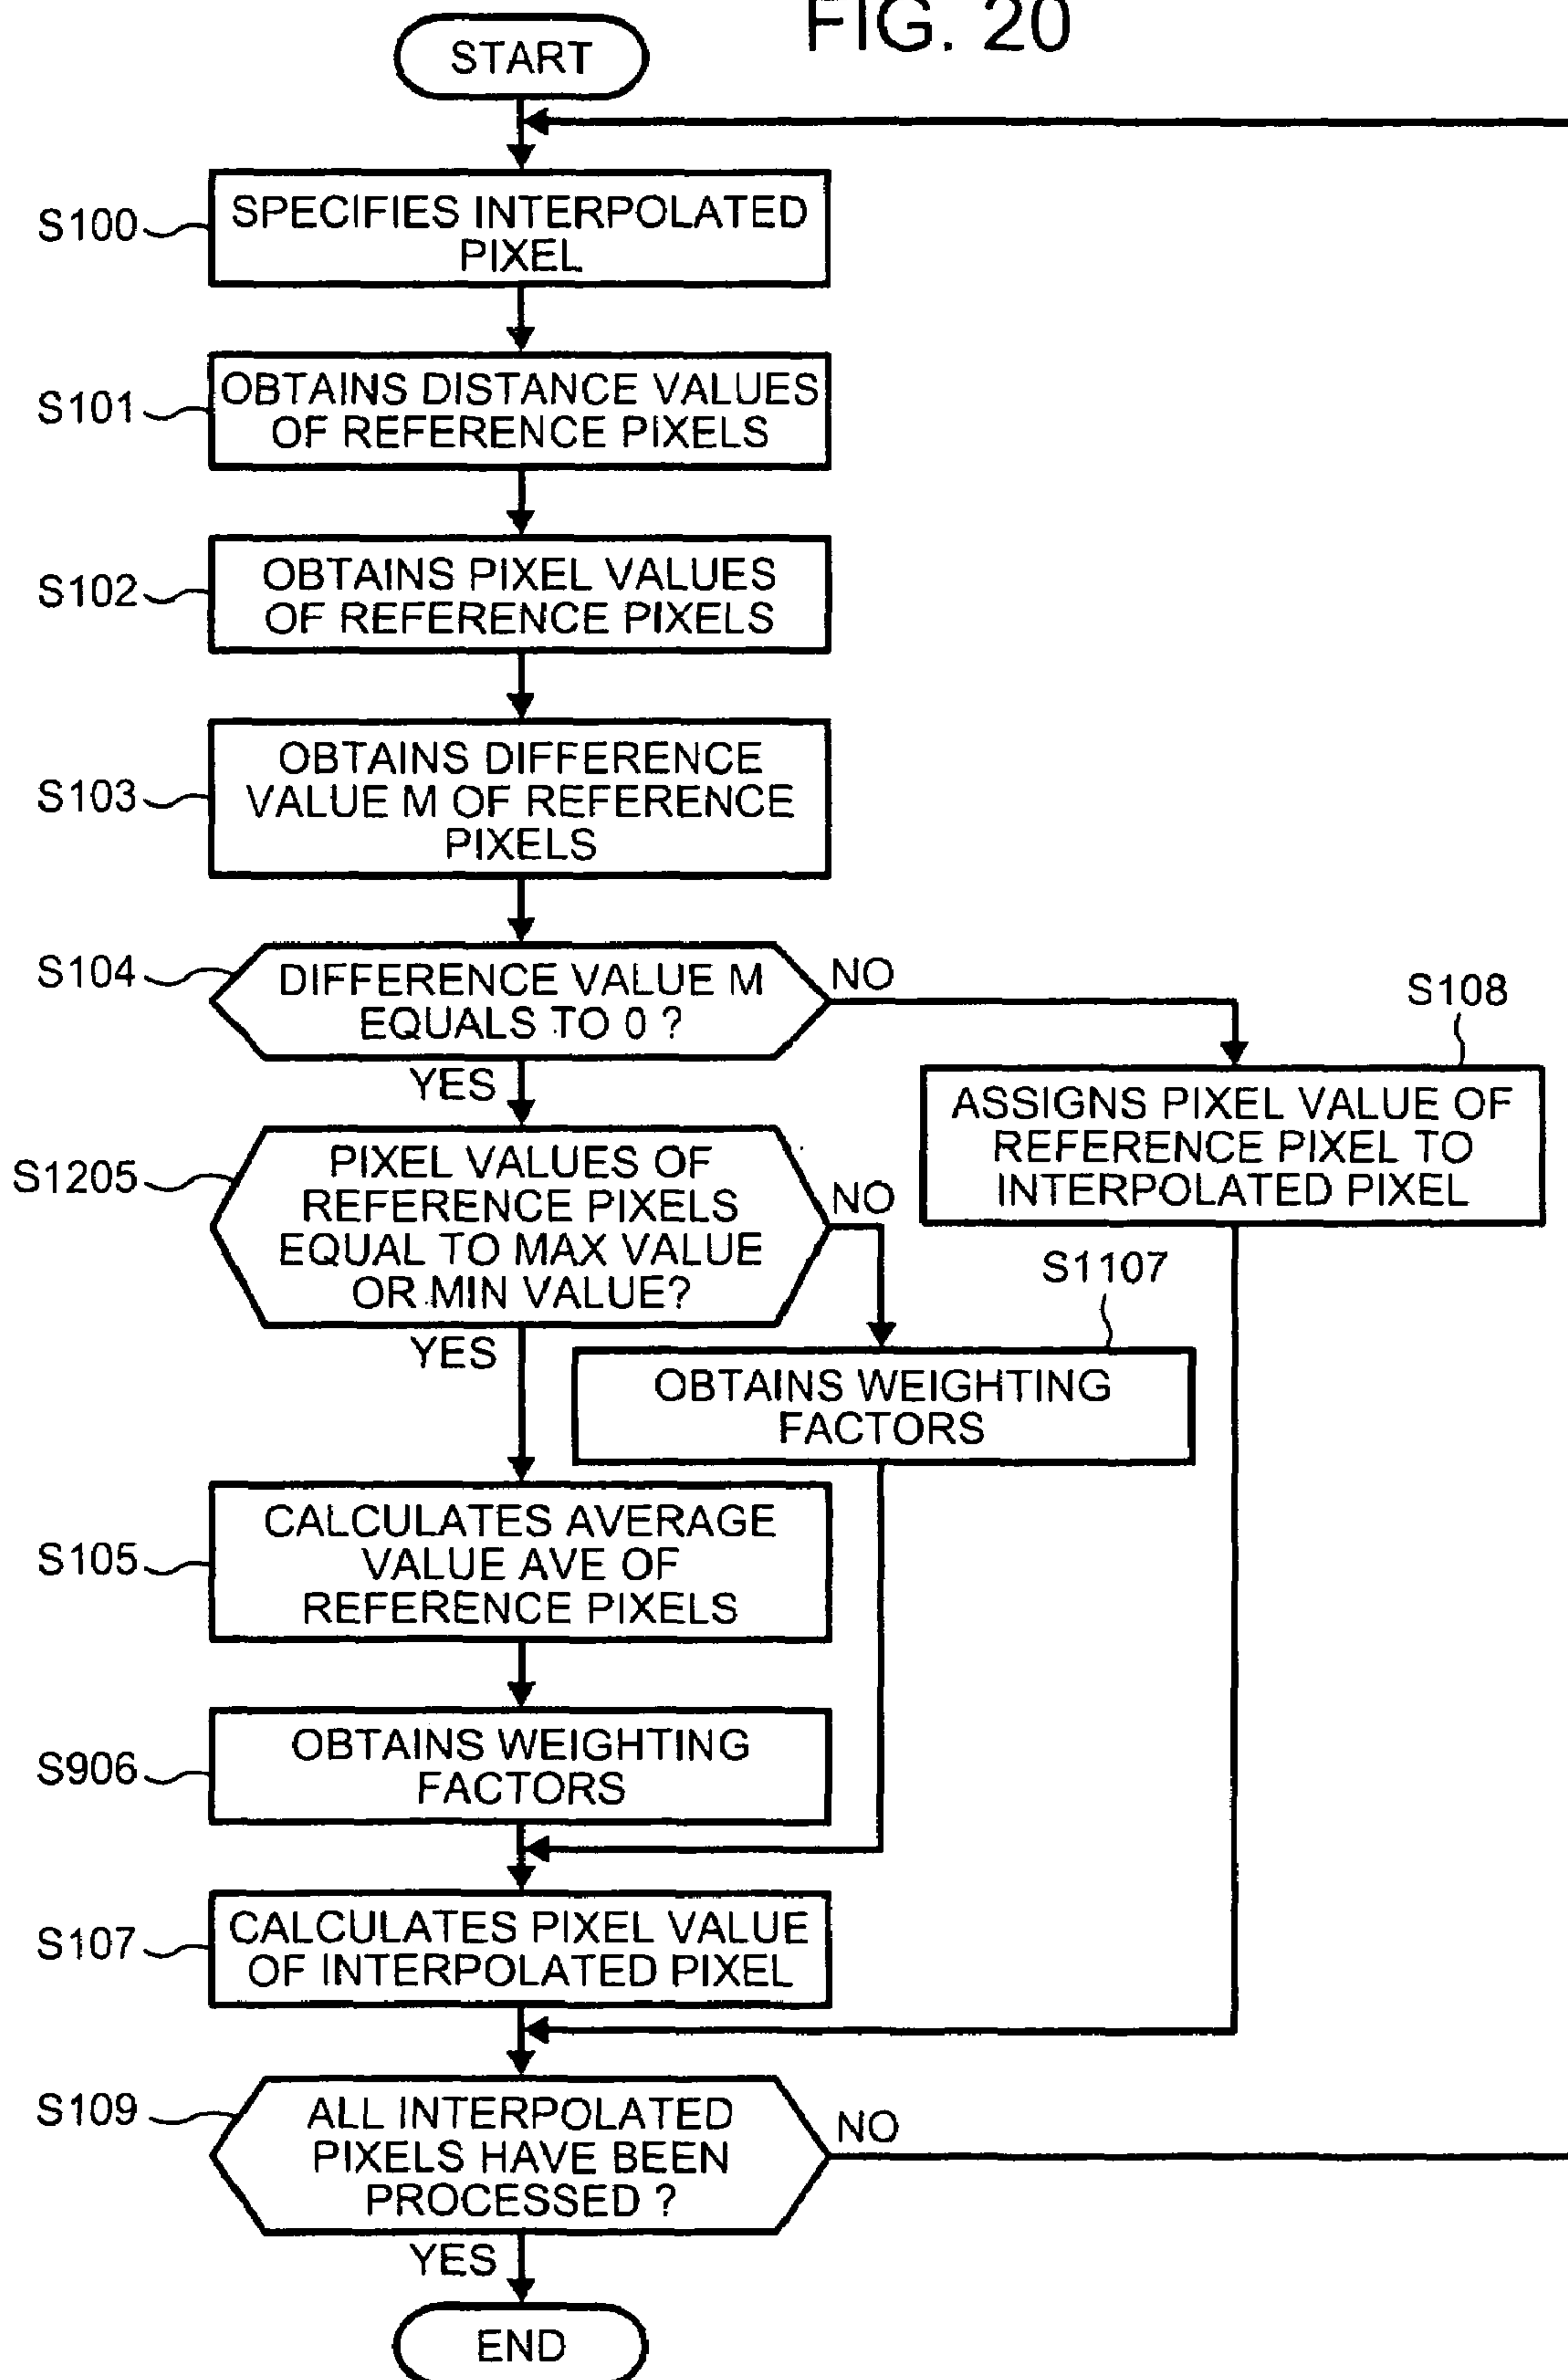 FIG. 20
START
S100
SPECIFIES INTERPOLATED
PIXEL
S101
OBTAINS DISTANCE VALUES
OF REFERENCE PIXELS
S102
OBTAINS PIXEL VALUES
OF REFERENCE PIXELS
S103
OBTAINS DIFFERENCE
VALUE M OF REFERENCE
PIXELS
S104
DIFFERENCE VALUE M
EQUALS TO 0 ?
NO
YES
S108
ASSIGNS PIXEL VALUE OF
REFERENCE PIXEL TO
INTERPOLATED PIXEL
S1205
PIXEL VALUES OF
REFERENCE PIXELS
EQUAL TO MAX VALUE
OR MIN VALUE?
NO
YES
S1107
OBTAINS WEIGHTING
FACTORS
S105
CALCULATES AVERAGE
VALUE AVE OF
REFERENCE PIXELS
S906
OBTAINS WEIGHTING
FACTORS
S107
CALCULATES PIXEL VALUE
OF INTERPOLATED PIXEL
S109
ALL INTERPOLATED
PIXELS HAVE BEEN
PROCESSED ?
NO
YES
END